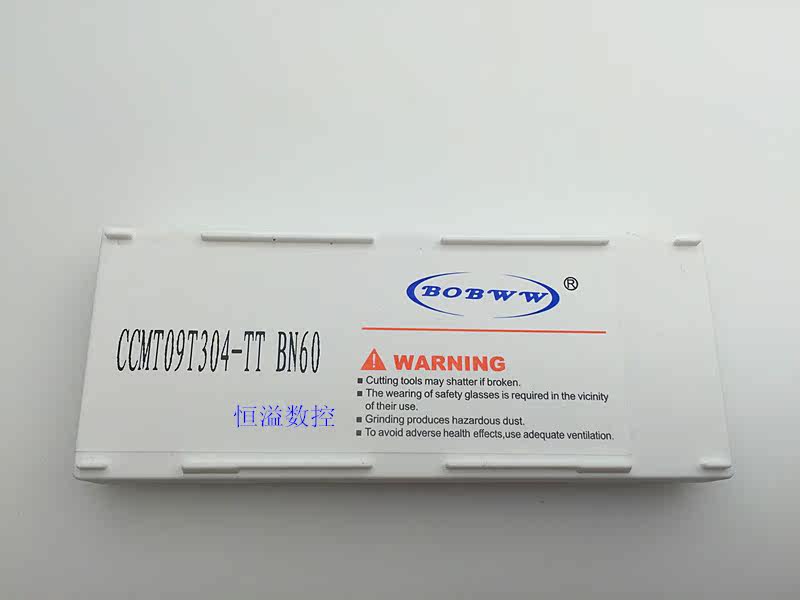 BOBWW®
CCMT09T304-TT BN60
WARNING
■ Cutting tools may shatter if broken.
■ The wearing of safety glasses is required in the vicinity
of their use.
■ Grinding produces hazardous dust.
■ To avoid adverse health effects,use adequate ventilation.
恒溢数控